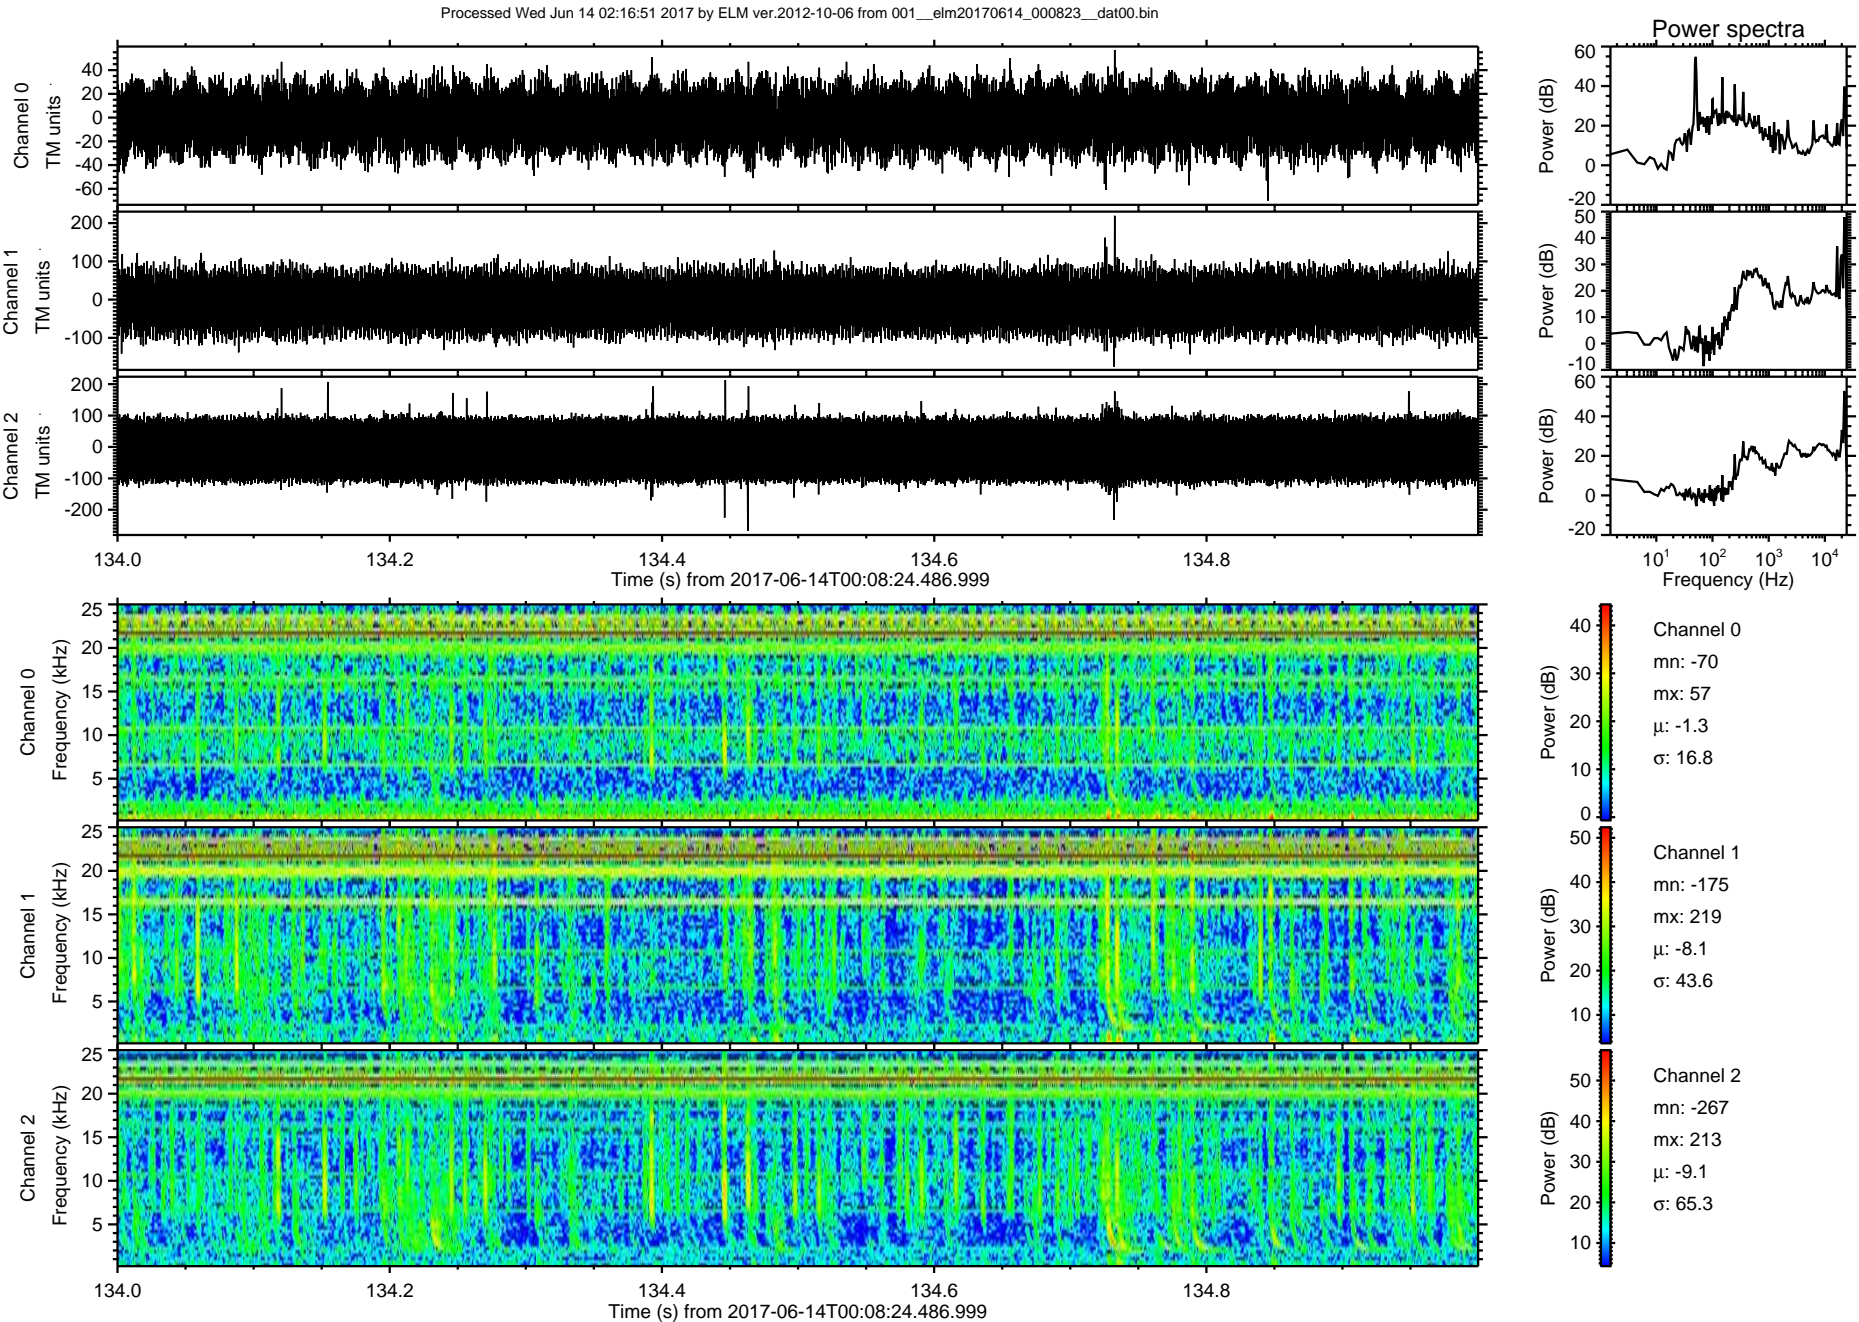 Processed Wed Jun 14 02:16:51 2017 by ELM ver.2012-10-06 from 001__elm20170614_000823__dat00.bin
Power spectra
Channel 0
TM units
40
20
0
-20
-40
-60
Power (dB)
60
40
20
0
-20
Channel 1
TM units
200
100
0
-100
Power (dB)
50
40
30
20
10
0
-10
Channel 2
TM units
200
100
0
-100
-200
Power (dB)
60
40
20
0
-20
134.0 134.2 134.4 134.6 134.8
Time (s) from 2017-06-14T00:08:24.486.999
10¹ 10² 10³ 10⁴
Frequency (Hz)
Channel 0
Frequency (kHz)
25
20
15
10
5
Power (dB)
40
30
20
10
0
Channel 0
mn: -70
mx: 57
μ: -1.3
σ: 16.8
Channel 1
Frequency (kHz)
25
20
15
10
5
Power (dB)
50
40
30
20
10
Channel 1
mn: -175
mx: 219
μ: -8.1
σ: 43.6
Channel 2
Frequency (kHz)
25
20
15
10
5
Power (dB)
50
40
30
20
10
Channel 2
mn: -267
mx: 213
μ: -9.1
σ: 65.3
134.0 134.2 134.4 134.6 134.8
Time (s) from 2017-06-14T00:08:24.486.999